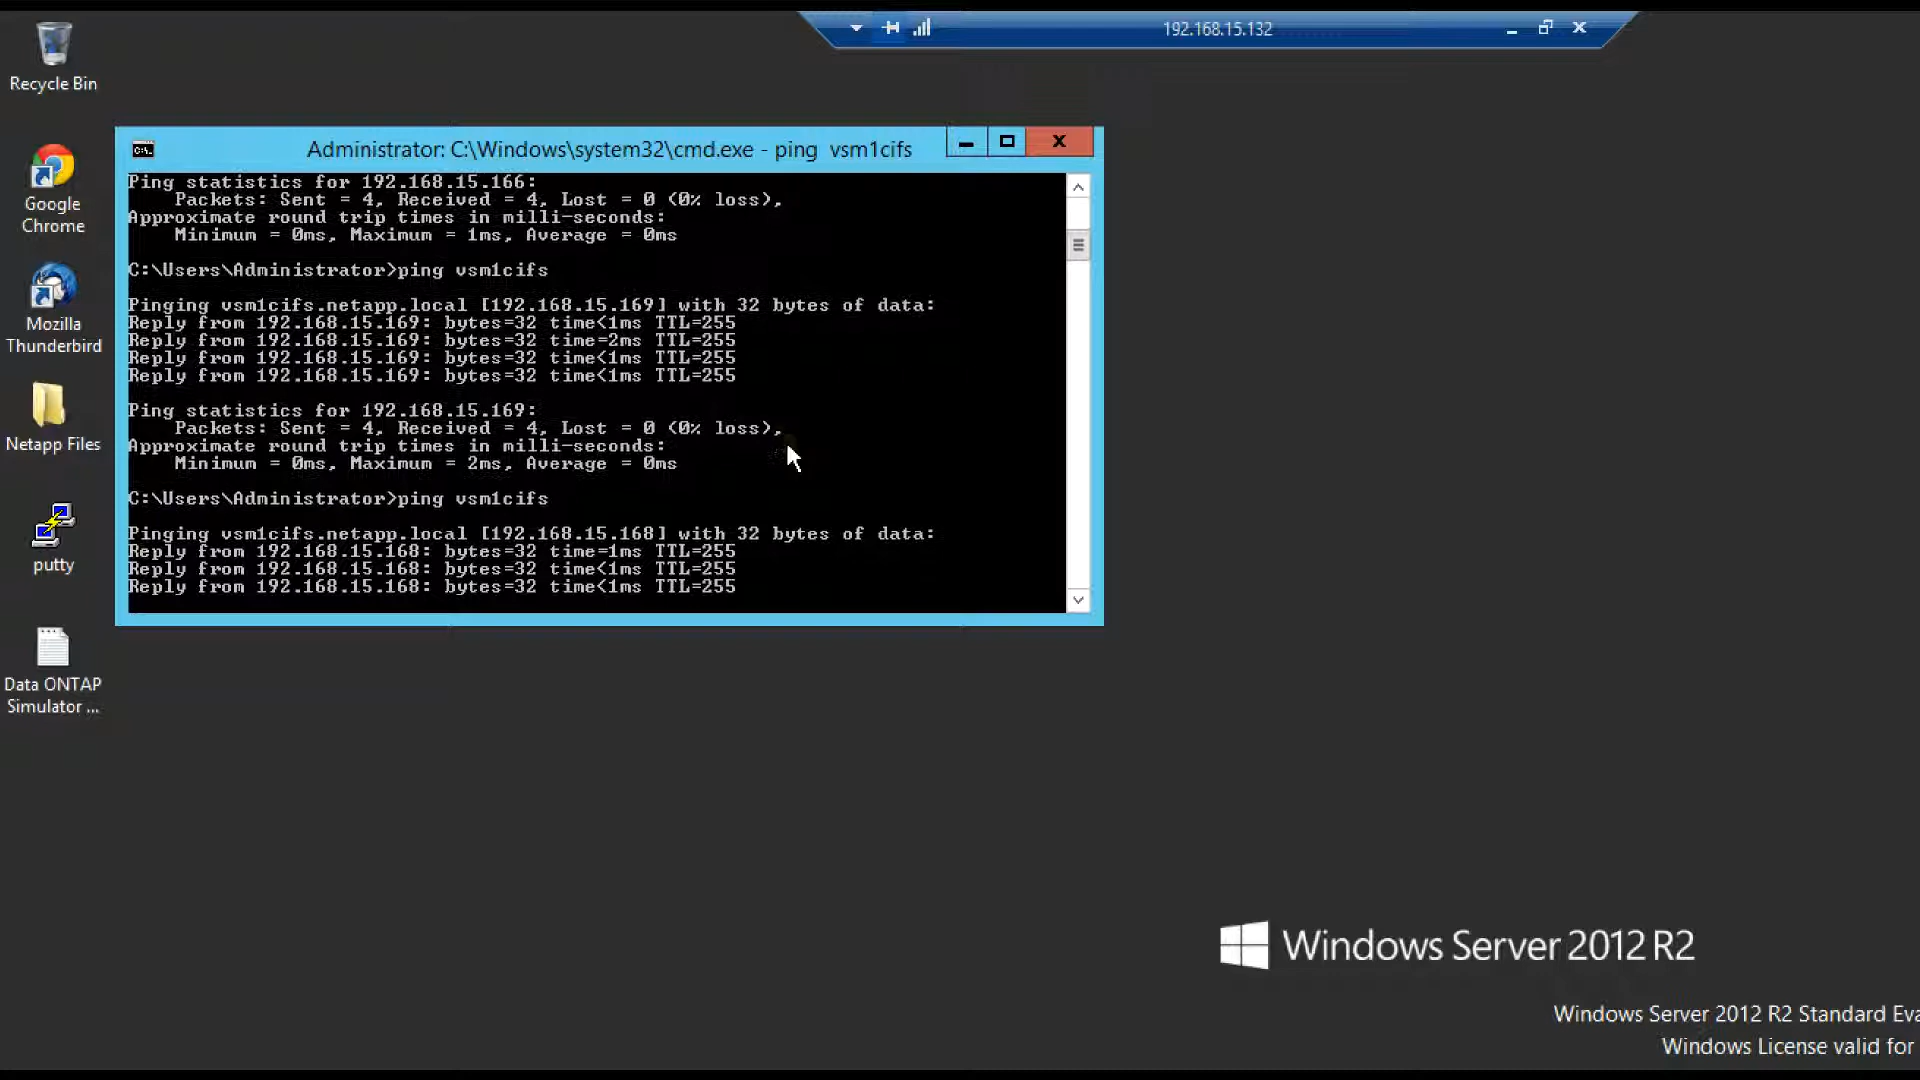 192.168.15.132
Recycle Bin
Google
Chrome
Mozilla
Thunderbird
Netapp Files
putty
Data ONTAP
Simulator ...
C:\.
Administrator: C:\Windows\system32\cmd.exe - ping  vsm1cifs
Ping statistics for 192.168.15.166:
    Packets: Sent = 4, Received = 4, Lost = 0 (0% loss),
Approximate round trip times in milli-seconds:
    Minimum = 0ms, Maximum = 1ms, Average = 0ms
C:\Users\Administrator>ping vsm1cifs
Pinging vsm1cifs.netapp.local [192.168.15.169] with 32 bytes of data:
Reply from 192.168.15.169: bytes=32 time<1ms TTL=255
Reply from 192.168.15.169: bytes=32 time=2ms TTL=255
Reply from 192.168.15.169: bytes=32 time<1ms TTL=255
Reply from 192.168.15.169: bytes=32 time<1ms TTL=255
Ping statistics for 192.168.15.169:
    Packets: Sent = 4, Received = 4, Lost = 0 (0% loss),
Approximate round trip times in milli-seconds:
    Minimum = 0ms, Maximum = 2ms, Average = 0ms
C:\Users\Administrator>ping vsm1cifs
Pinging vsm1cifs.netapp.local [192.168.15.168] with 32 bytes of data:
Reply from 192.168.15.168: bytes=32 time=1ms TTL=255
Reply from 192.168.15.168: bytes=32 time<1ms TTL=255
Reply from 192.168.15.168: bytes=32 time<1ms TTL=255
Windows Server 2012 R2
Windows Server 2012 R2 Standard Eva
Windows License valid for